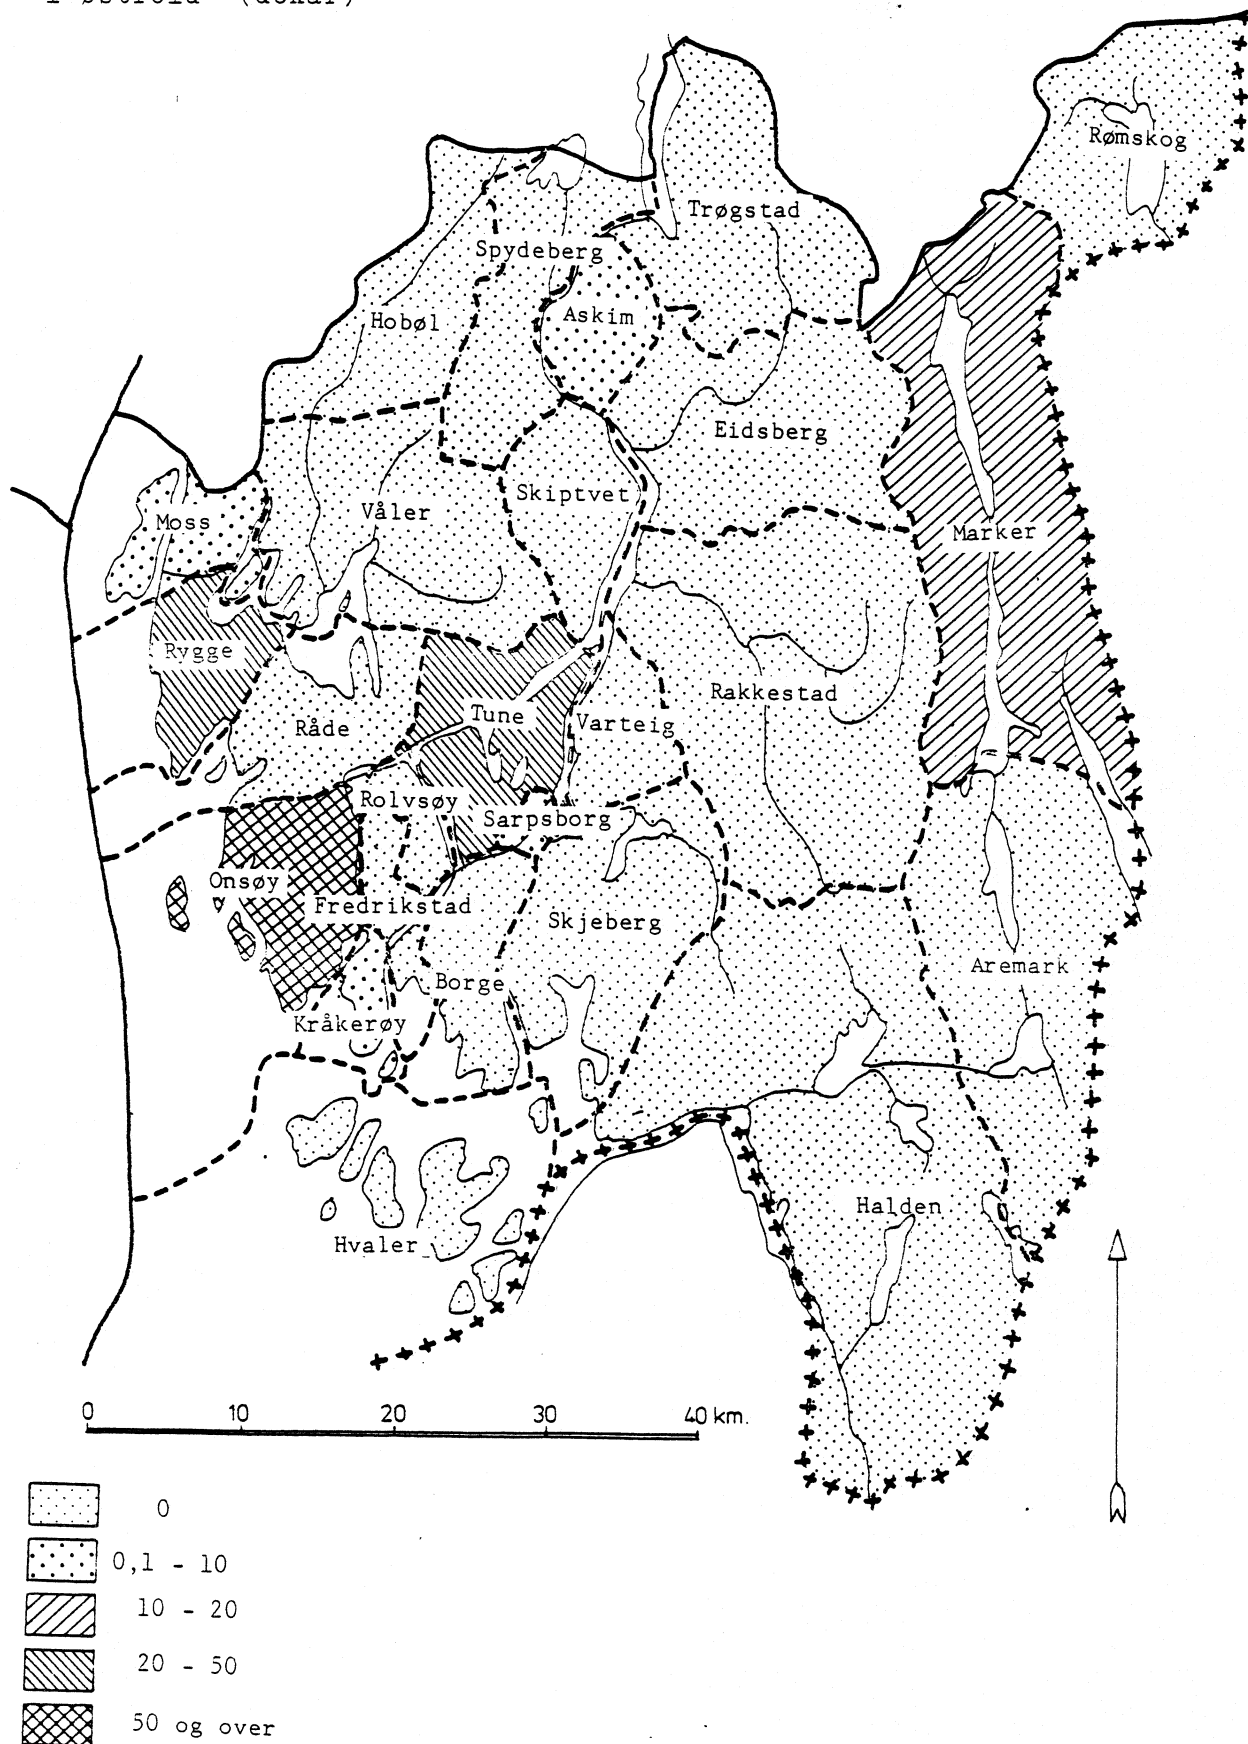 i Østfold (dekar)
Rømskog
Trøgstad
Spydeberg
Hobøl
Askim
Eidsberg
Skiptvet
Moss
Våler
Marker
Rygge
Rakkestad
Råde
Tune
Varteig
Rolvsøy
Sarpsborg
Onsøy
Fredrikstad
Skjeberg
Aremark
Borge
Kråkerøy
Halden
Hvaler
0 10 20 30 40 km.
0
0,1 - 10
10 - 20
20 - 50
50 og over